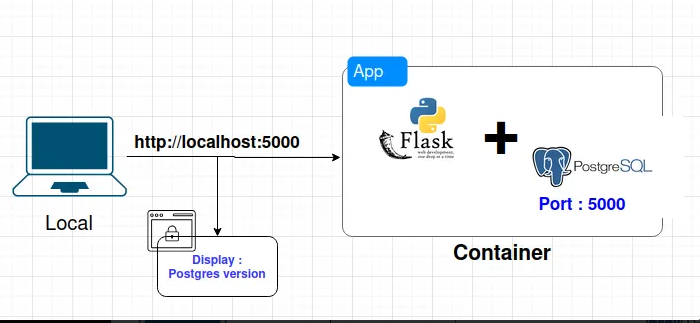 App
Flask
web development,
one drop at a time
PostgreSQL
Port : 5000
Container
http://localhost:5000
Local
Display :
Postgres version